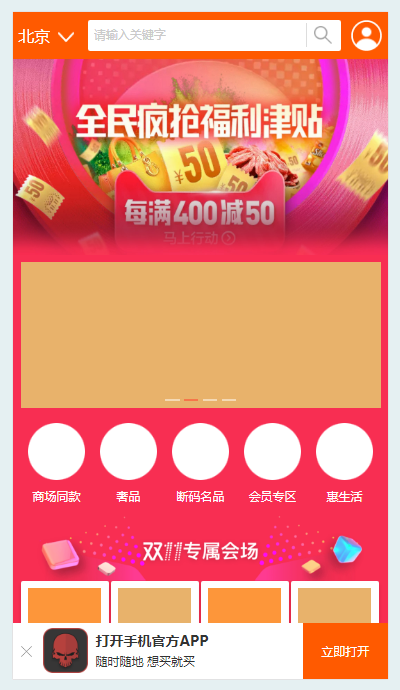 北京
请输入关键字
全民疯抢福利津贴
50
50
50
每满400减50
马上行动
商场同款
奢品
断码名品
会员专区
惠生活
双11专属会场
打开手机官方APP
随时随地 想买就买
立即打开